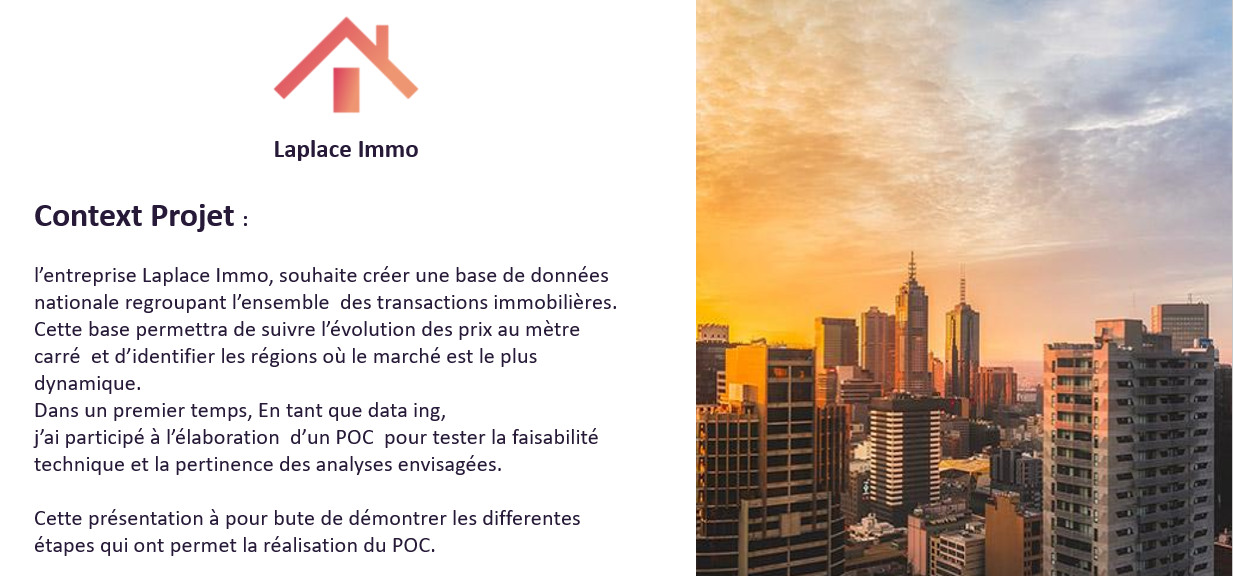 Laplace Immo
Context Projet :
l’entreprise Laplace Immo, souhaite créer une base de données
nationale regroupant l’ensemble  des transactions immobilières.
Cette base permettra de suivre l’évolution des prix au mètre
carré  et d’identifier les régions où le marché est le plus
dynamique.
Dans un premier temps, En tant que data ing,
j’ai participé à l’élaboration  d’un POC  pour tester la faisabilité
technique et la pertinence des analyses envisagées.
Cette présentation à pour bute de démontrer les differentes
étapes qui ont permet la réalisation du POC.